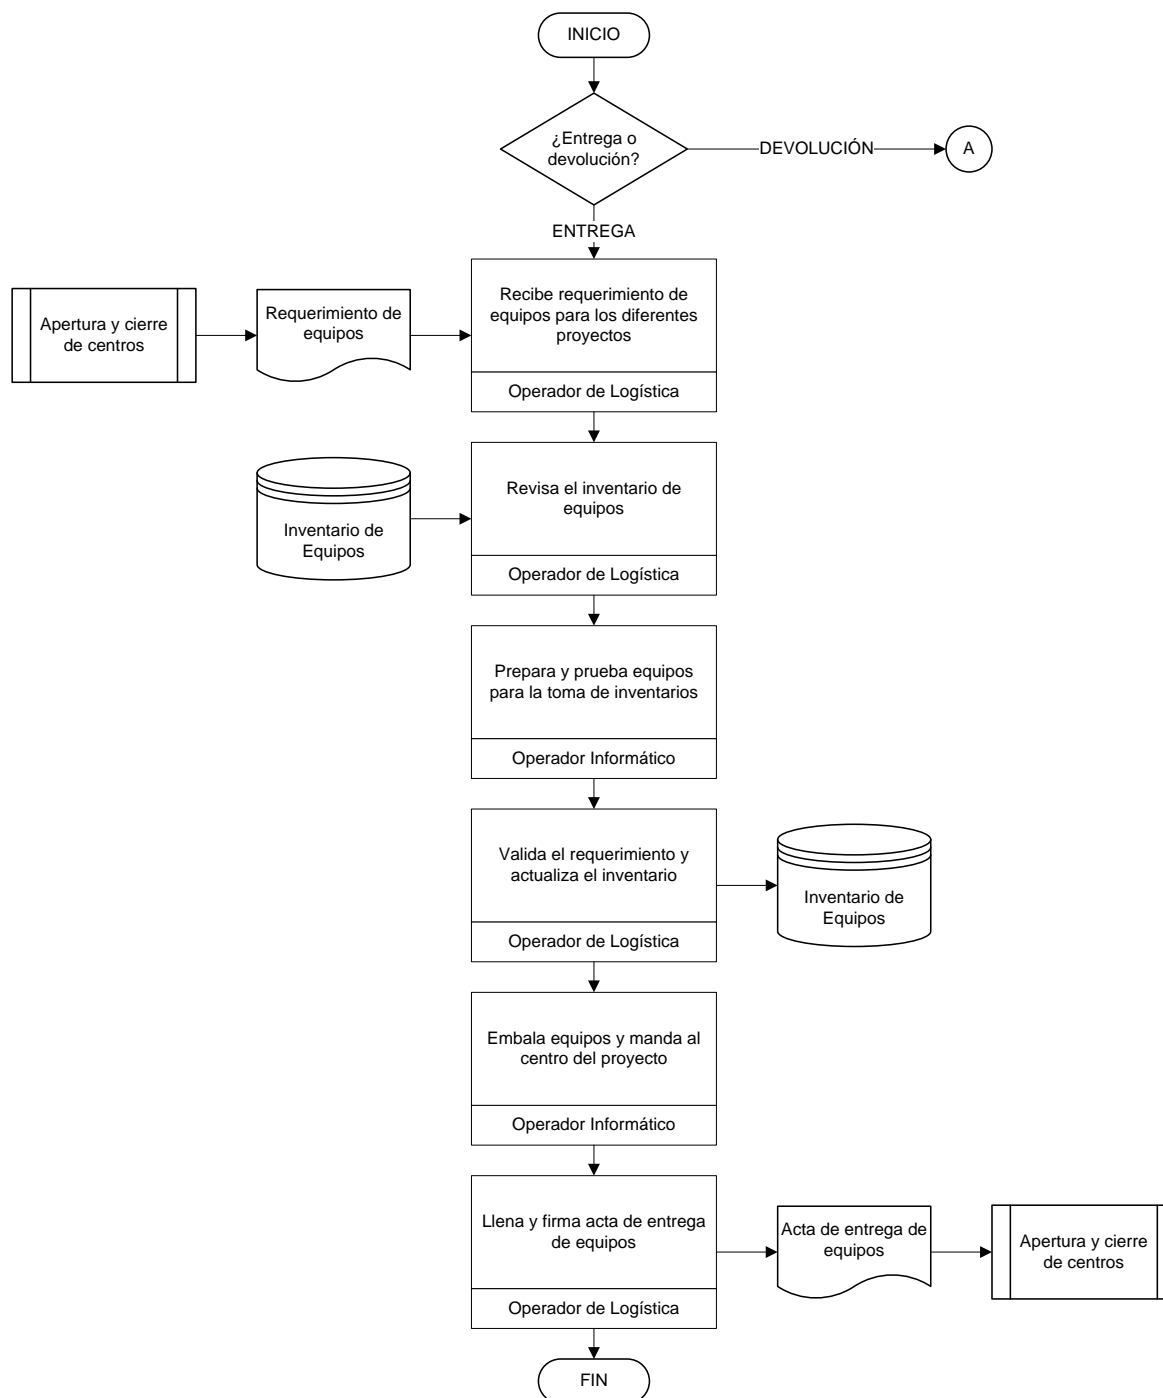 INICIO
¿Entrega o
devolución?
DEVOLUCIÓN
A
ENTREGA
Apertura y cierre
de centros
Requerimiento de
equipos
Recibe requerimiento de
equipos para los diferentes
proyectos
Operador de Logística
Inventario de
Equipos
Revisa el inventario de
equipos
Operador de Logística
Prepara y prueba equipos
para la toma de inventarios
Operador Informático
Valida el requerimiento y
actualiza el inventario
Operador de Logística
Inventario de
Equipos
Embala equipos y manda al
centro del proyecto
Operador Informático
Llena y firma acta de entrega
de equipos
Operador de Logística
Acta de entrega de
equipos
Apertura y cierre
de centros
FIN